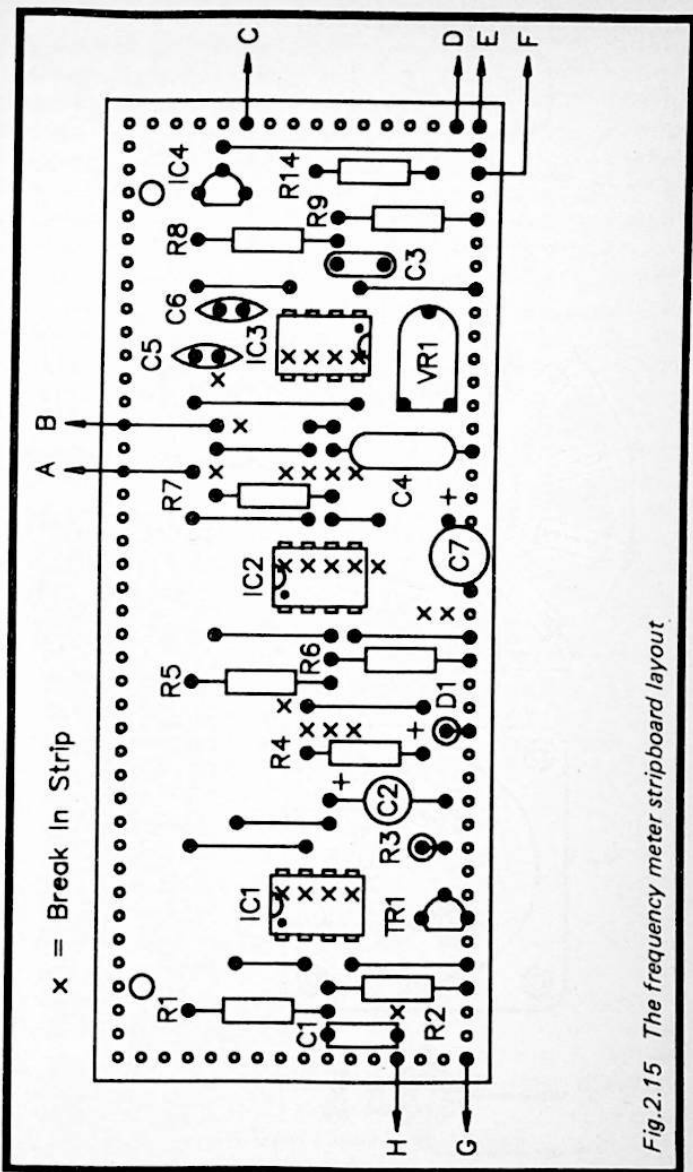 x = Break In Strip
A
B
C
D
E
F
G
H
R1
C1
R2
IC1
TR1
R3
C2
+
R4
+
D1
R5
R6
IC2
C7
+
R7
C4
C5
C6
IC3
VR1
R8
C3
R9
IC4
R14
Fig.2.15 The frequency meter stripboard layout